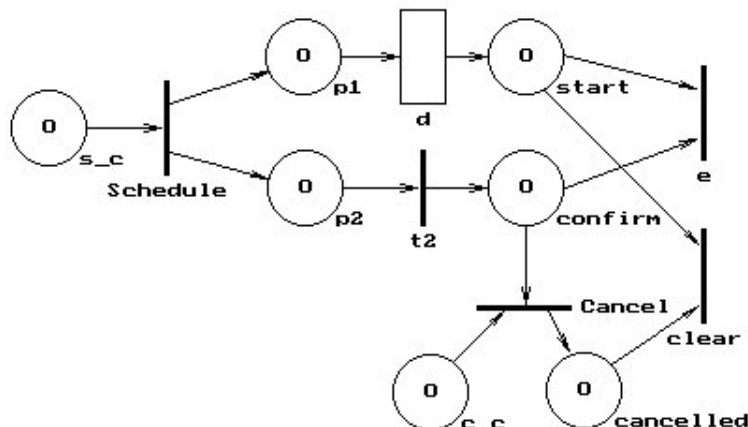 0 0
p1 start
d
0
s_c
Schedule
e
0 0
p2 confirm
t2
Cancel
clear
0 0
c_c cancelled